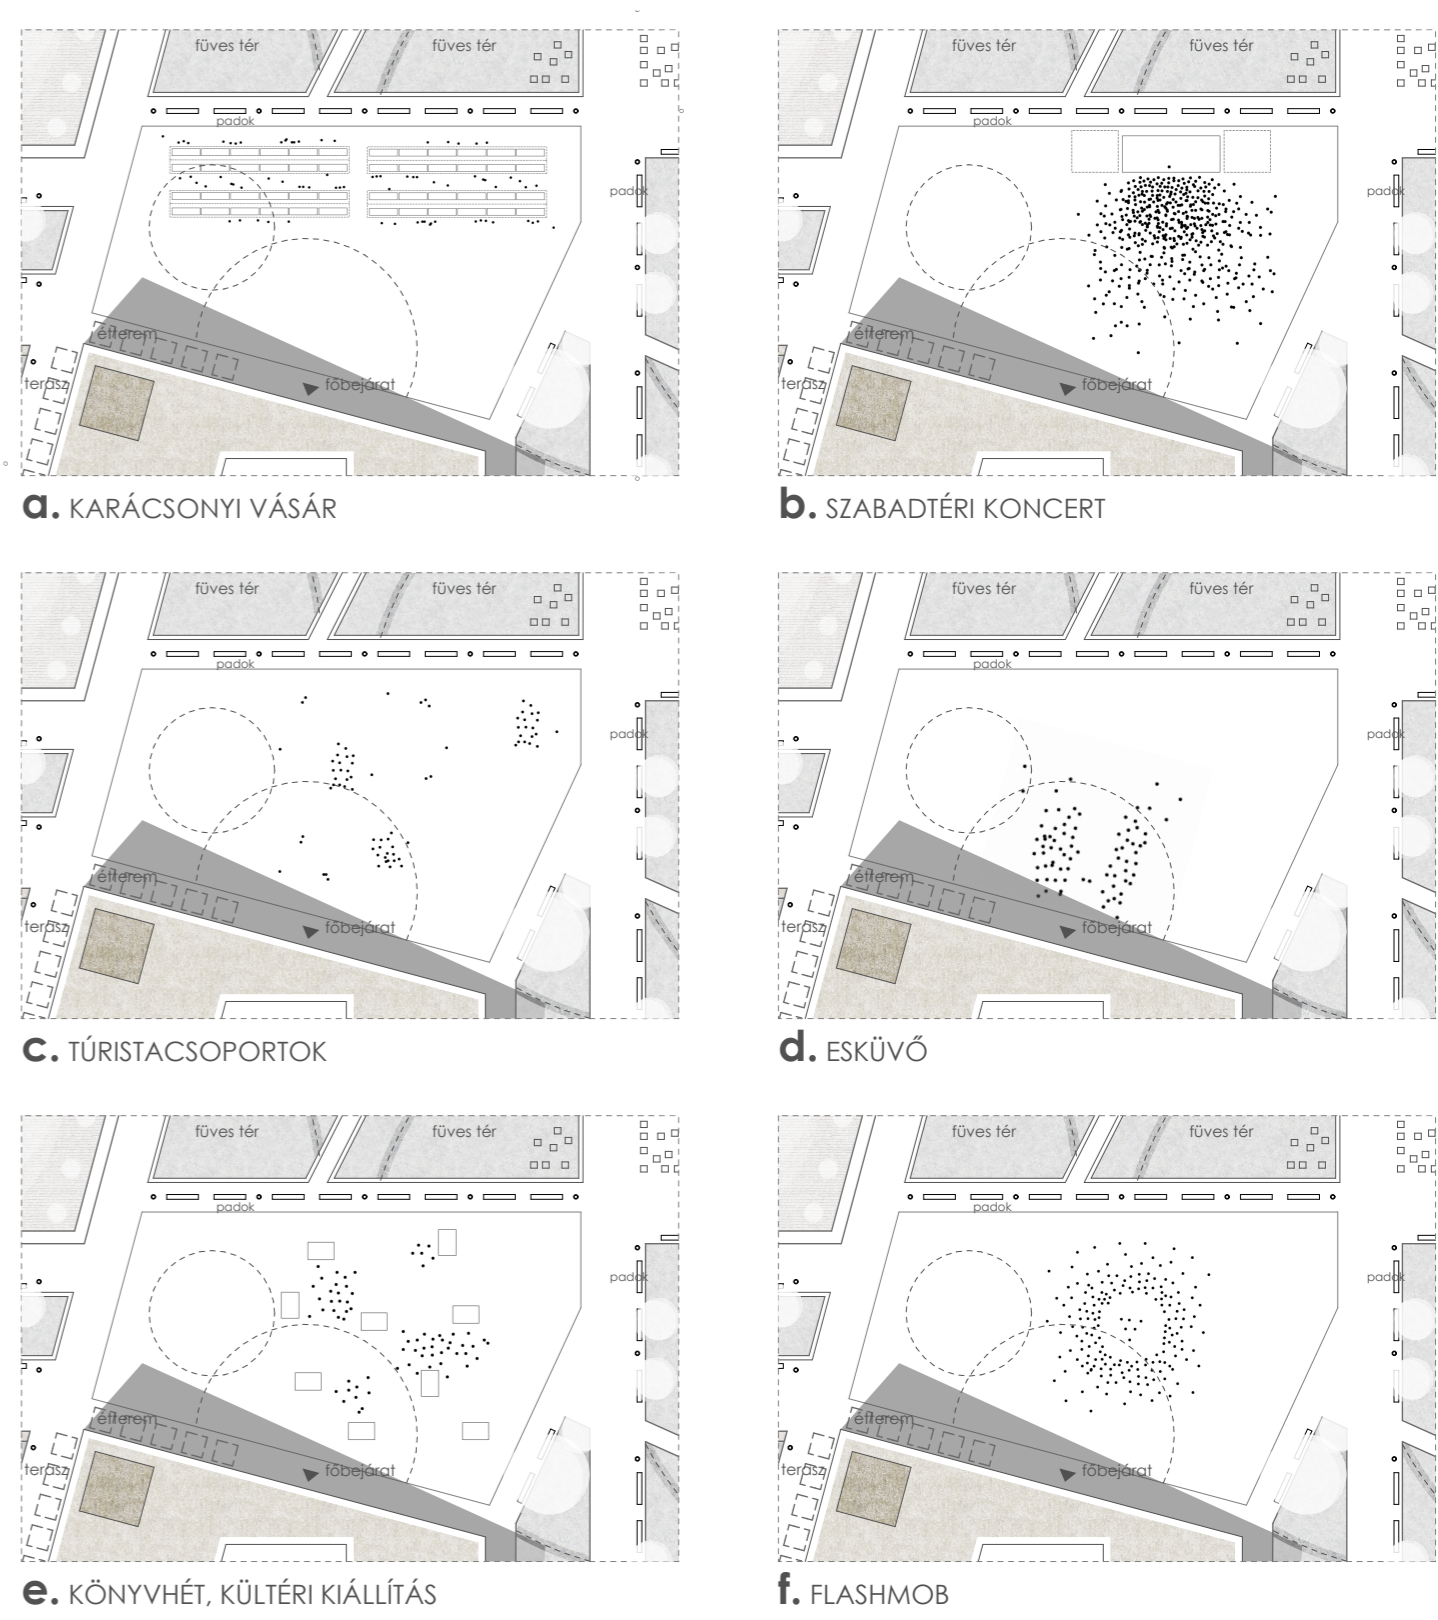 füves tér füves tér
padok
padok
étterem
terasz
főbejárat
a. KARÁCSONYI VÁSÁR
füves tér füves tér
padok
padok
étterem
terasz
főbejárat
b. SZABADTÉRI KONCERT
füves tér füves tér
padok
padok
étterem
terasz
főbejárat
c. TÚRISTACSOPORTOK
füves tér füves tér
padok
padok
étterem
terasz
főbejárat
d. ESKÜVŐ
füves tér füves tér
padok
padok
étterem
terasz
főbejárat
e. KÖNYVHÉT, KÜLTÉRI KIÁLLÍTÁS
füves tér füves tér
padok
padok
étterem
terasz
főbejárat
f. FLASHMOB